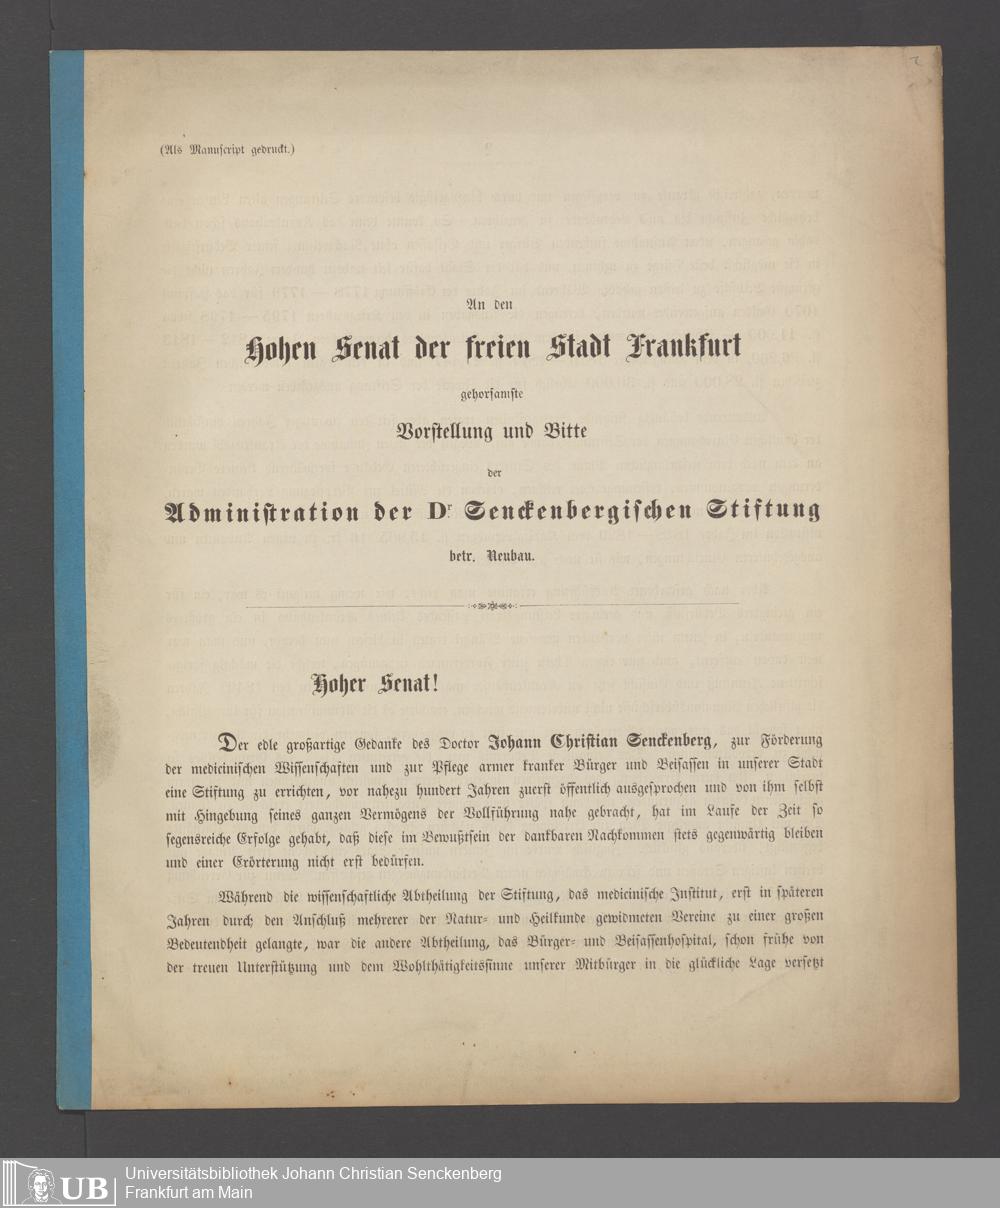 (Als Manuscript gedruckt.)
An den
Hohen Senat der freien Stadt Frankfurt
gehorsamste
Vorstellung und Bitte
der
Administration der Dr. Senckenbergischen Stiftung
betr. Neubau.
Hoher Senat!
Der edle großartige Gedanke des Doctor Johann Christian Senckenberg, zur Förderung
der medicinischen Wissenschaften und zur Pflege armer kranker Bürger und Beisassen in unserer Stadt
eine Stiftung zu errichten, vor nahezu hundert Jahren zuerst öffentlich ausgesprochen und von ihm selbst
mit Hingebung seines ganzen Vermögens der Vollführung nahe gebracht, hat im Laufe der Zeit so
segensreiche Erfolge gehabt, daß diese im Bewußtsein der dankbaren Nachkommen stets gegenwärtig bleiben
und einer Erörterung nicht erst bedürfen.
Während die wissenschaftliche Abtheilung der Stiftung, das medicinische Institut, erst in späteren
Jahren durch den Anschluß mehrerer der Natur- und Heilkunde gewidmeten Vereine zu einer großen
Bedeutendheit gelangte, war die andere Abtheilung, das Bürger- und Beisassenhospital, schon frühe von
der treuen Unterstützung und dem Wohlthätigkeitssinne unserer Mitbürger in die glückliche Lage versetzt
UB
Universitätsbibliothek Johann Christian Senckenberg
Frankfurt am Main